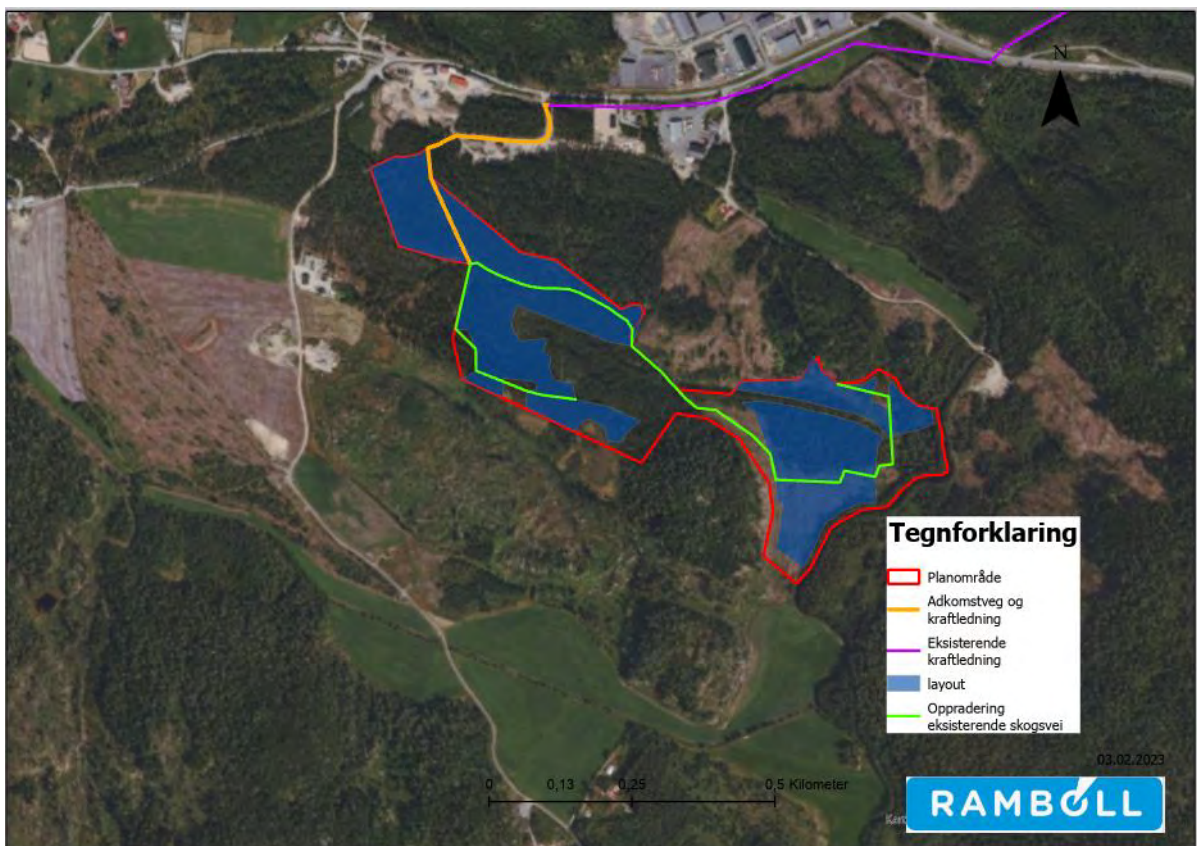 N
Tegnforklaring
Planområde
Adkomstveg og
kraftledning
Eksisterende
kraftledning
layout
Oppradering
eksisterende skogsvei
03.02.2023
0 0,13 0,25 0,5 Kilometer
RAMBOLL